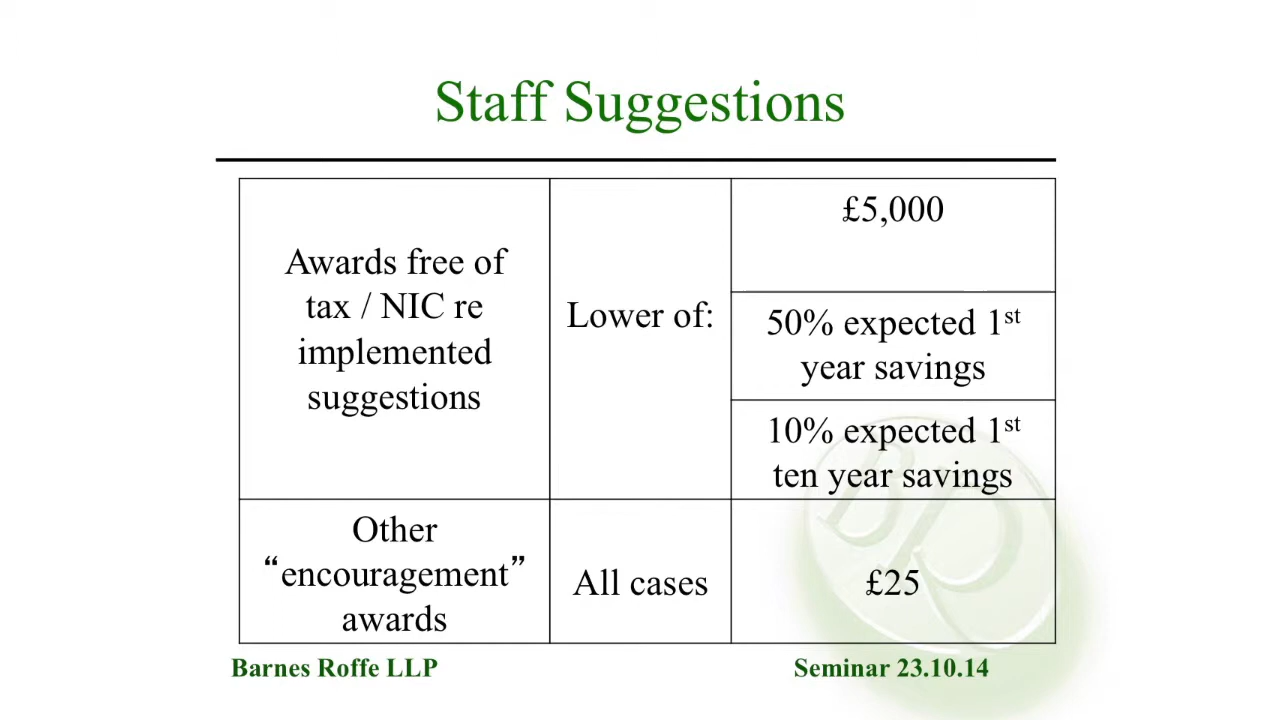 Staff Suggestions
Awards free of
tax / NIC re
implemented
suggestions
Lower of:
£5,000
50% expected 1st
year savings
10% expected 1st
ten year savings
Other
“encouragement”
awards
All cases
£25
BR
Barnes Roffe LLP
Seminar 23.10.14